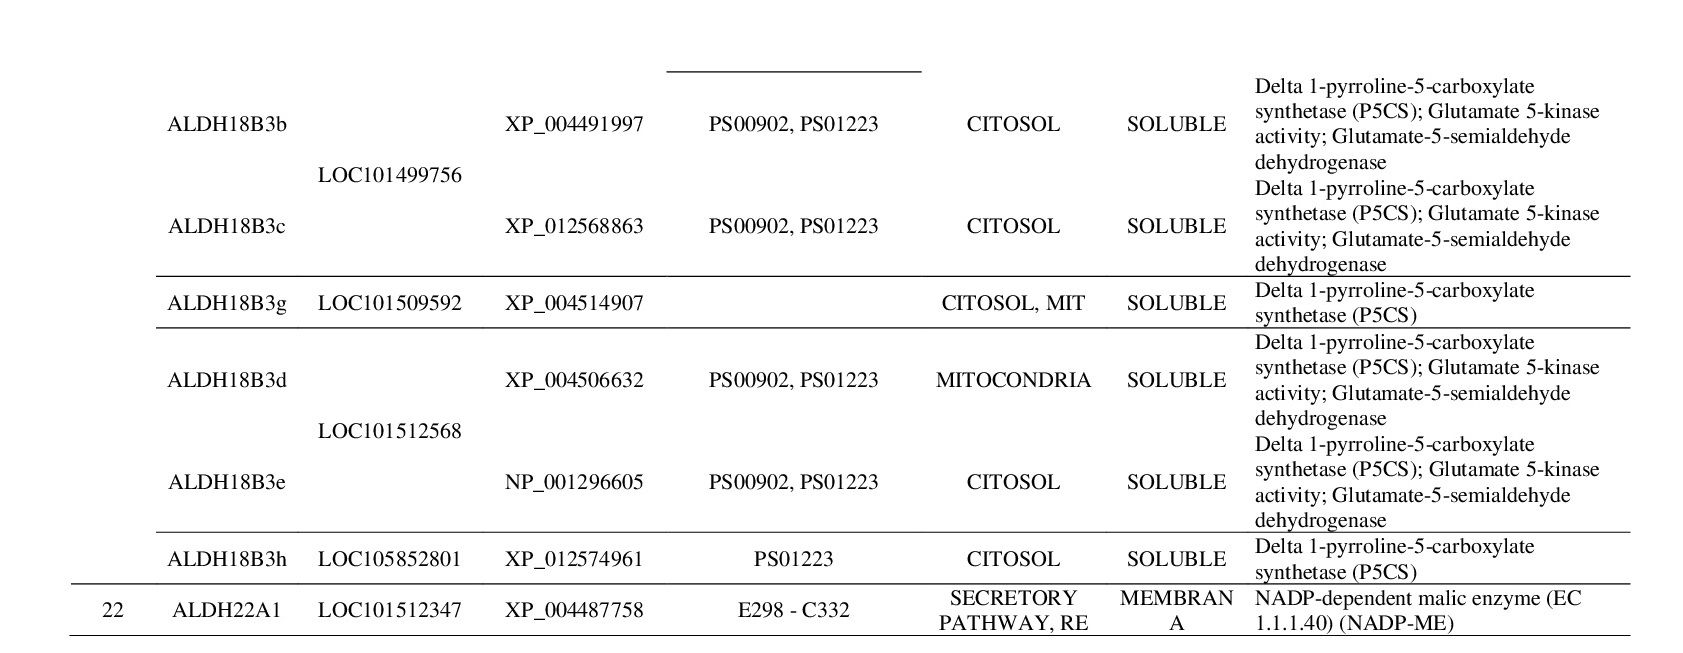 Delta 1-pyrroline-5-carboxylate
ALDH18B3b XP_004491997 PS00902, PS01223 CITOSOL SOLUBLE synthetase (P5CS); Glutamate 5-kinase
activity; Glutamate-5-semialdehyde
dehydrogenase
LOC101499756
Delta 1-pyrroline-5-carboxylate
ALDH18B3c XP_012568863 PS00902, PS01223 CITOSOL SOLUBLE synthetase (P5CS); Glutamate 5-kinase
activity; Glutamate-5-semialdehyde
dehydrogenase
ALDH18B3g LOC101509592 XP_004514907 CITOSOL, MIT SOLUBLE Delta 1-pyrroline-5-carboxylate
synthetase (P5CS)
Delta 1-pyrroline-5-carboxylate
ALDH18B3d XP_004506632 PS00902, PS01223 MITOCONDRIA SOLUBLE synthetase (P5CS); Glutamate 5-kinase
activity; Glutamate-5-semialdehyde
dehydrogenase
LOC101512568
Delta 1-pyrroline-5-carboxylate
ALDH18B3e NP_001296605 PS00902, PS01223 CITOSOL SOLUBLE synthetase (P5CS); Glutamate 5-kinase
activity; Glutamate-5-semialdehyde
dehydrogenase
ALDH18B3h LOC105852801 XP_012574961 PS01223 CITOSOL SOLUBLE Delta 1-pyrroline-5-carboxylate
synthetase (P5CS)
22 ALDH22A1 LOC101512347 XP_004487758 E298 - C332 SECRETORY MEMBRAN NADP-dependent malic enzyme (EC
PATHWAY, RE A 1.1.1.40) (NADP-ME)